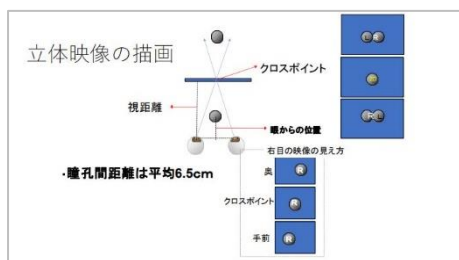 立体映像の描画
クロスポイント
視距離
眼からの位置
・瞳孔間距離は平均6.5cm
右目の映像の見え方
奥
R
クロスポイント
R
手前
R
L R
R L